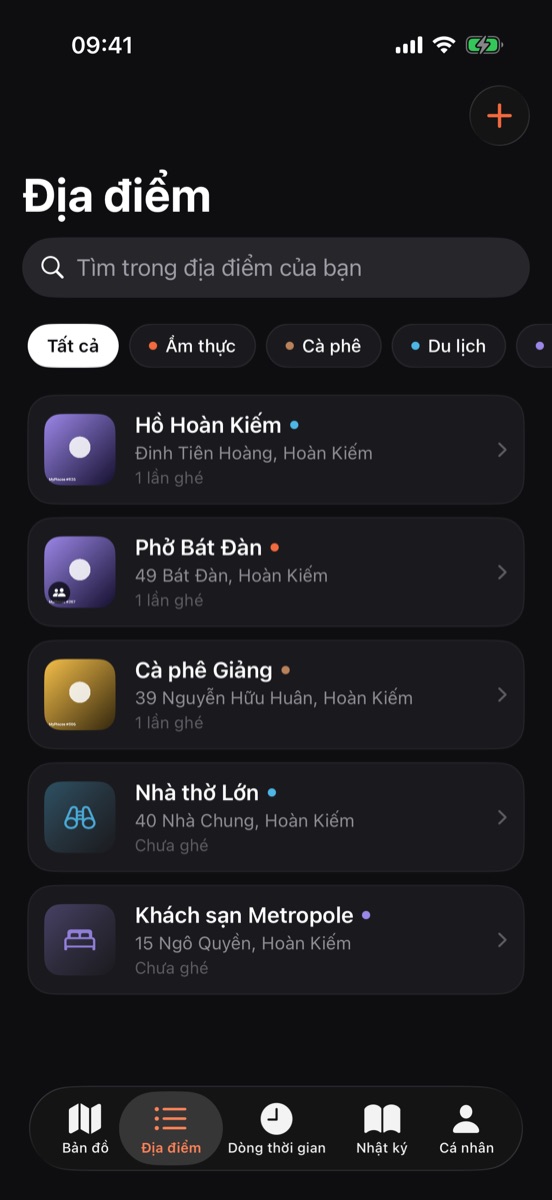 09:41
Địa điểm
Tìm trong địa điểm của bạn
Tất cả
Ẩm thực
Cà phê
Du lịch
Hồ Hoàn Kiếm
Đinh Tiên Hoàng, Hoàn Kiếm
1 lần ghé
Phở Bát Đàn
49 Bát Đàn, Hoàn Kiếm
1 lần ghé
Cà phê Giảng
39 Nguyễn Hữu Huân, Hoàn Kiếm
1 lần ghé
Nhà thờ Lớn
40 Nhà Chung, Hoàn Kiếm
Chưa ghé
Khách sạn Metropole
15 Ngô Quyền, Hoàn Kiếm
Chưa ghé
Bản đồ
Địa điểm
Dòng thời gian
Nhật ký
Cá nhân